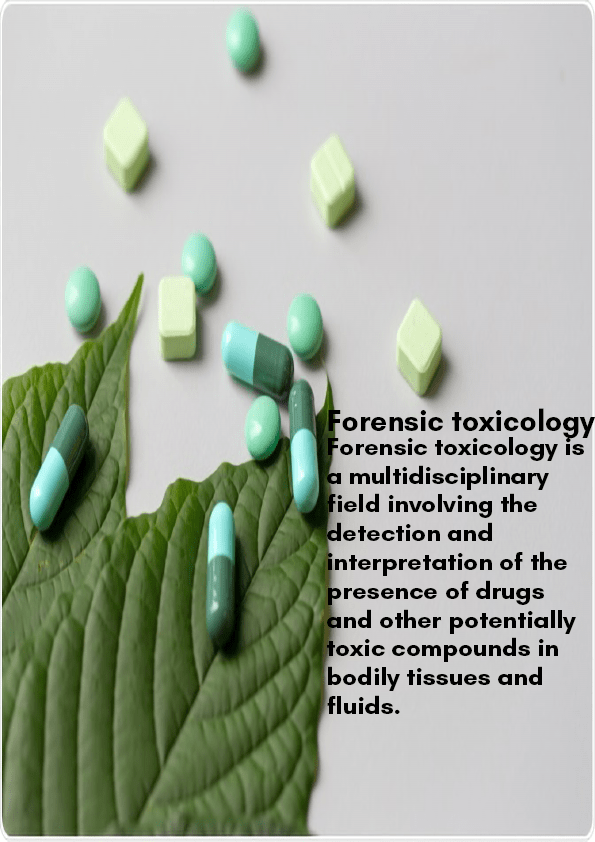 Forensic toxicology
Forensic toxicology is
a multidisciplinary
field involving the
detection and
interpretation of the
presence of drugs
and other potentially
toxic compounds in
bodily tissues and
fluids.